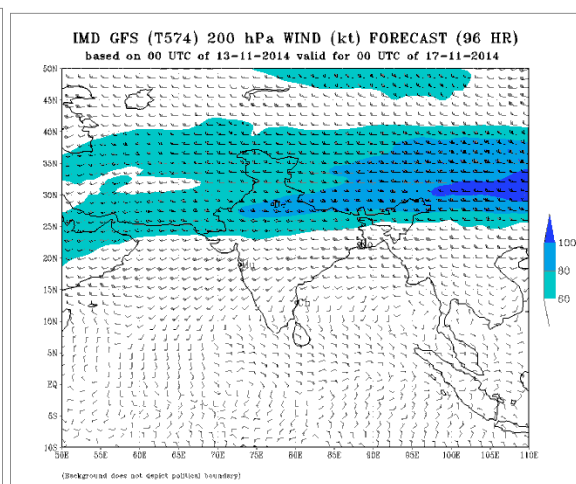 IMD GFS (T574) 200 hPa WIND (kt) FORECAST (96 HR)
based on 00 UTC of 13-11-2014 valid for 00 UTC of 17-11-2014
50N
45N
40N
35N
30N
25N
20N
15N
10N
5N
5S
10S
50E 55E 60E 65E 70E 75E 80E 85E 90E 95E 100E 105E 110E
Mu
100
80
60
(Background does not depict political boundary)